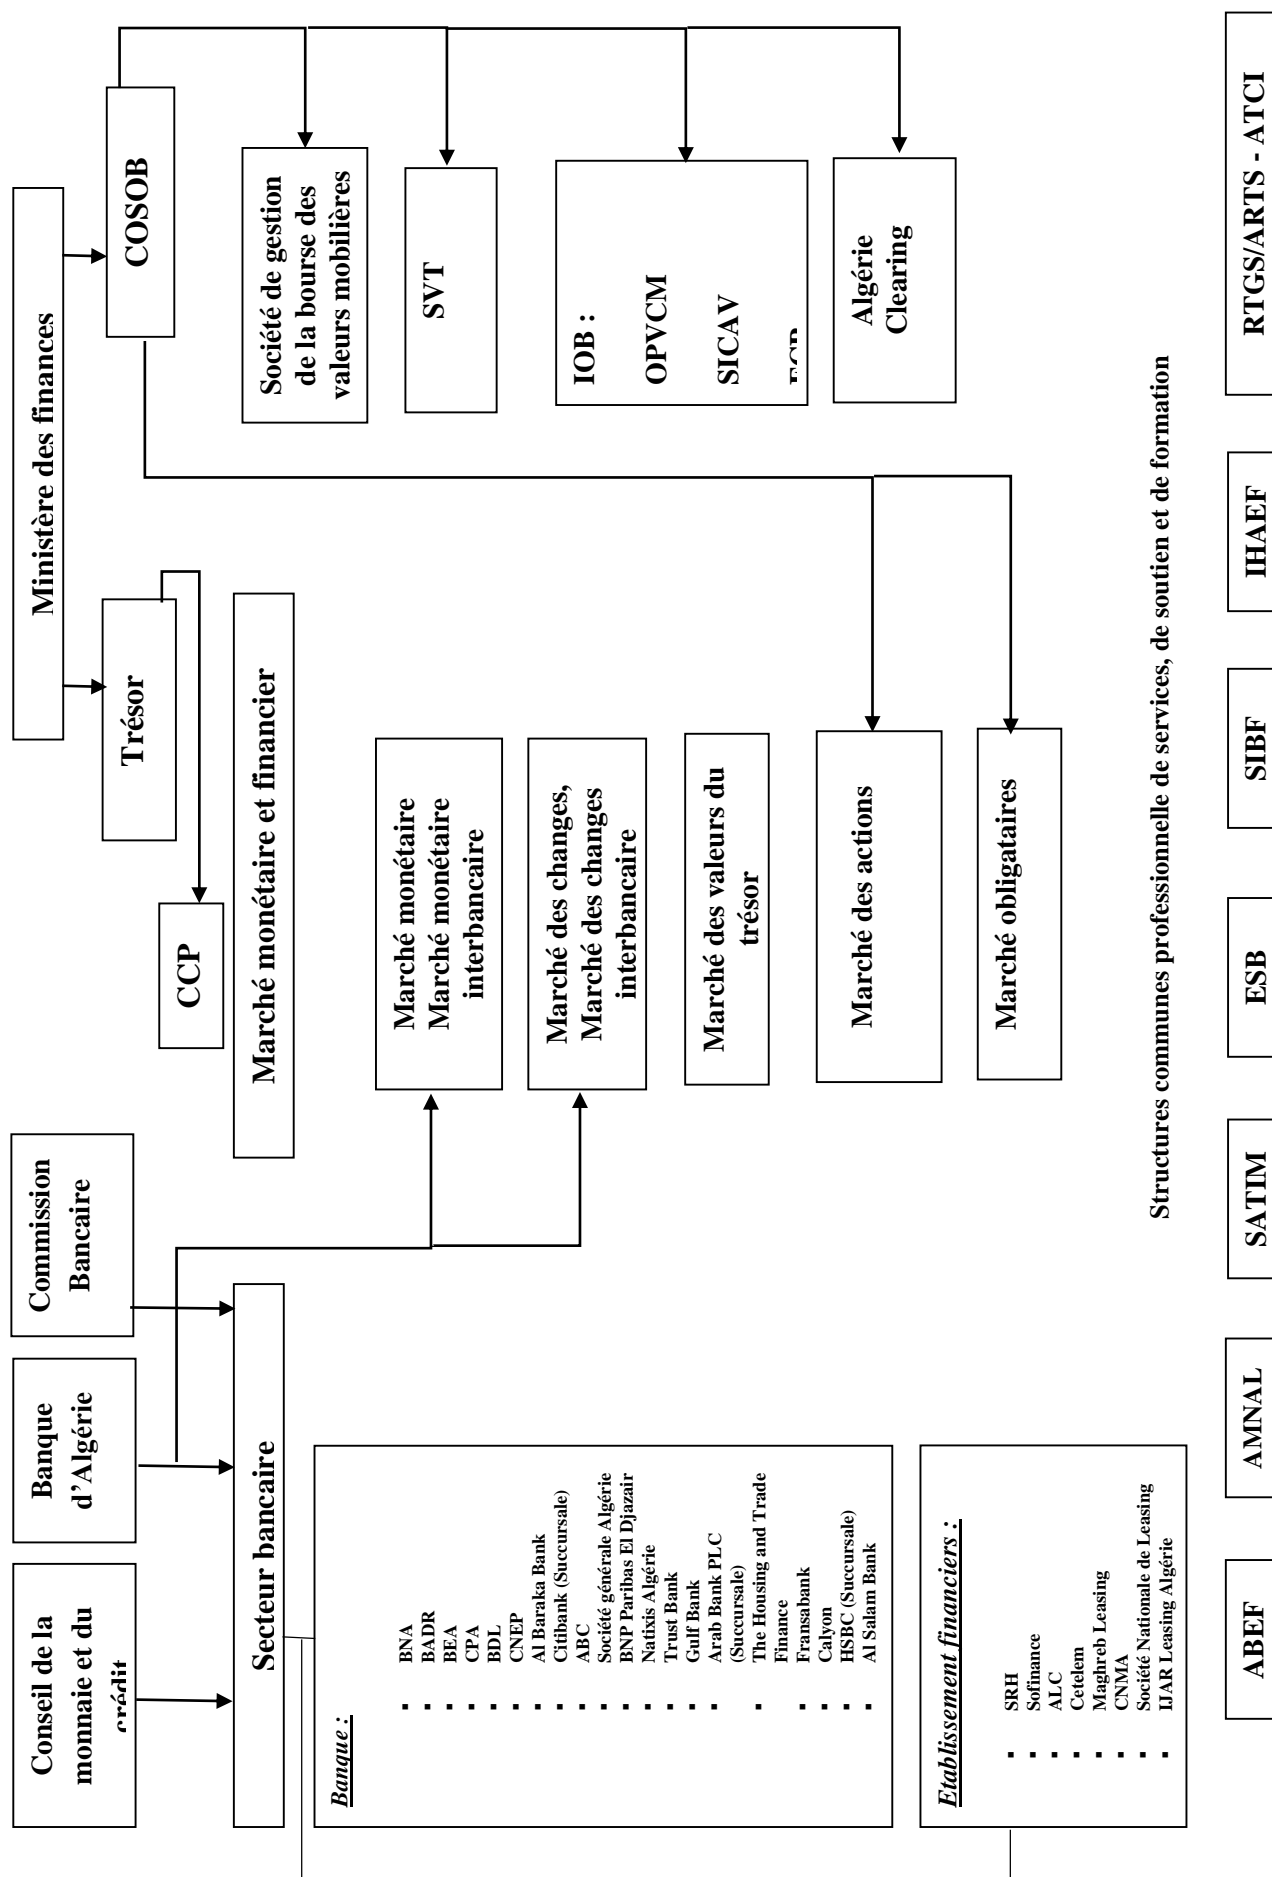 Conseil de la
monnaie et du
crédit
Banque
d'Algérie
Commission
Bancaire
Ministère des finances
Trésor
COSOB
CCP
Secteur bancaire
Marché monétaire et financier
Société de gestion
de la bourse des
valeurs mobilières
Banque :
▪ BNA
▪ BADR
▪ BEA
▪ CPA
▪ BDL
▪ CNEP
▪ Al Baraka Bank
▪ Citibank (Succursale)
▪ ABC
▪ Société générale Algérie
▪ BNP Paribas El Djazair
▪ Natixis Algérie
▪ Trust Bank
▪ Gulf Bank
▪ Arab Bank PLC
(Succursale)
▪ The Housing and Trade
Finance
▪ Fransabank
▪ Calyon
▪ HSBC (Succursale)
▪ Al Salam Bank
Marché monétaire
Marché monétaire
interbancaire
SVT
Marché des changes,
Marché des changes
interbancaire
IOB :
OPVCM
SICAV
FCP
Marché des valeurs du
trésor
Marché des actions
Algérie
Clearing
Etablissement financiers :
▪ SRH
▪ Sofinance
▪ ALC
▪ Cetelem
▪ Maghreb Leasing
▪ CNMA
▪ Société Nationale de Leasing
▪ IJAR Leasing Algérie
Marché obligataires
Structures communes professionnelle de services, de soutien et de formation
ABEF
AMNAL
SATIM
ESB
SIBF
IHAEF
RTGS/ARTS - ATCI